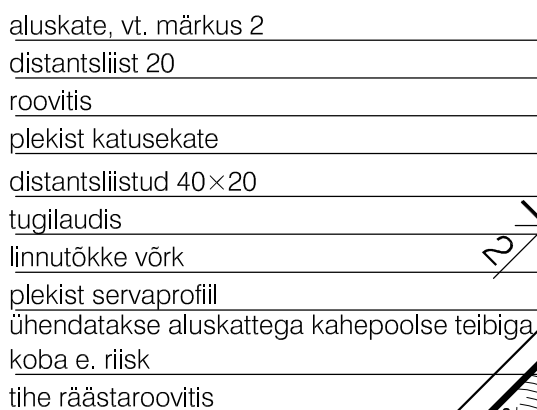 aluskate, vt. märkus 2
distantsliist 20
roovitis
plekist katusekate
distantsliistud 40×20
tugilaudis
linnutõkke võrk
2
plekist servaprofiil
ühendatakse aluskattega kahepoolse teibiga
koba e. riisk
tihe räästaroovitis